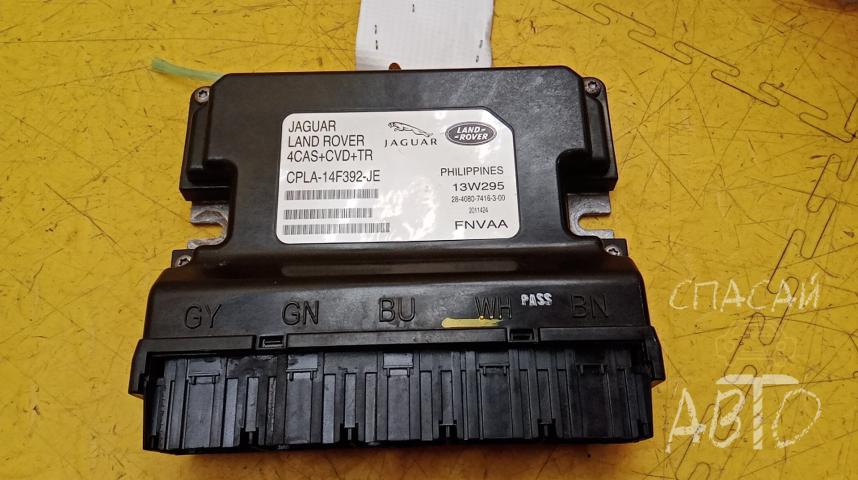 JAGUAR
LAND ROVER
4CAS+CVD+TR
CPLA-14F392-JE
JAGUAR
LAND-ROVER
PHILIPPINES
13W295
28-4080-7416-3-00
2011424
FNVAA
GY GN BU WH PASS BN
СПАСАЙ
АВТО